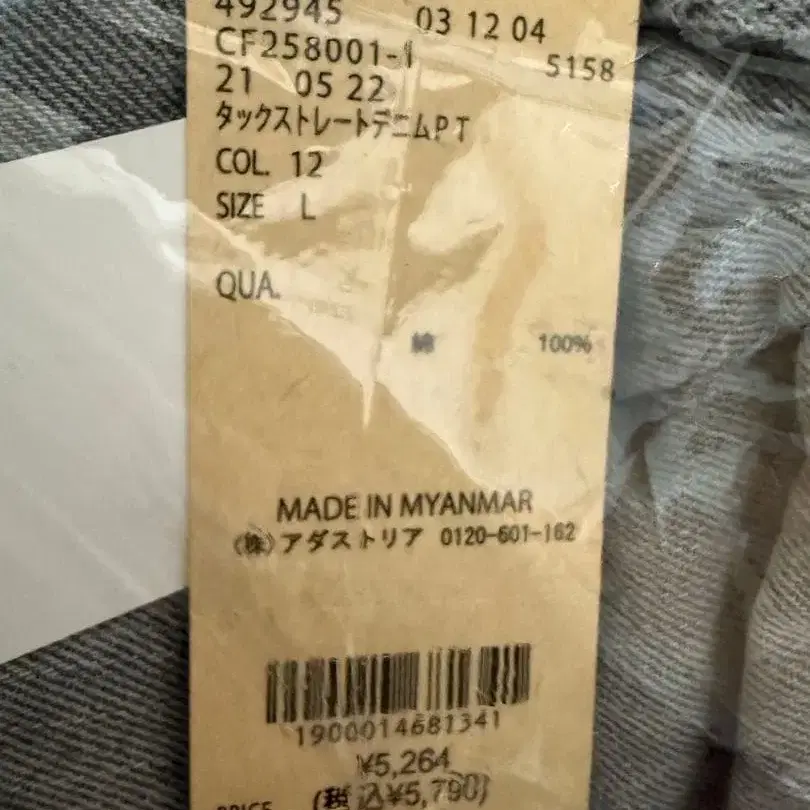 492945 03 12 04
CF258001-1 5158
21 05 22
タックストレートデニムPT
COL. 12
SIZE L
QUA.
綿 100%
MADE IN MYANMAR
(株)アダストリア 0120-601-162
1900014681341
¥5,264
PRICE (税込¥5,790)